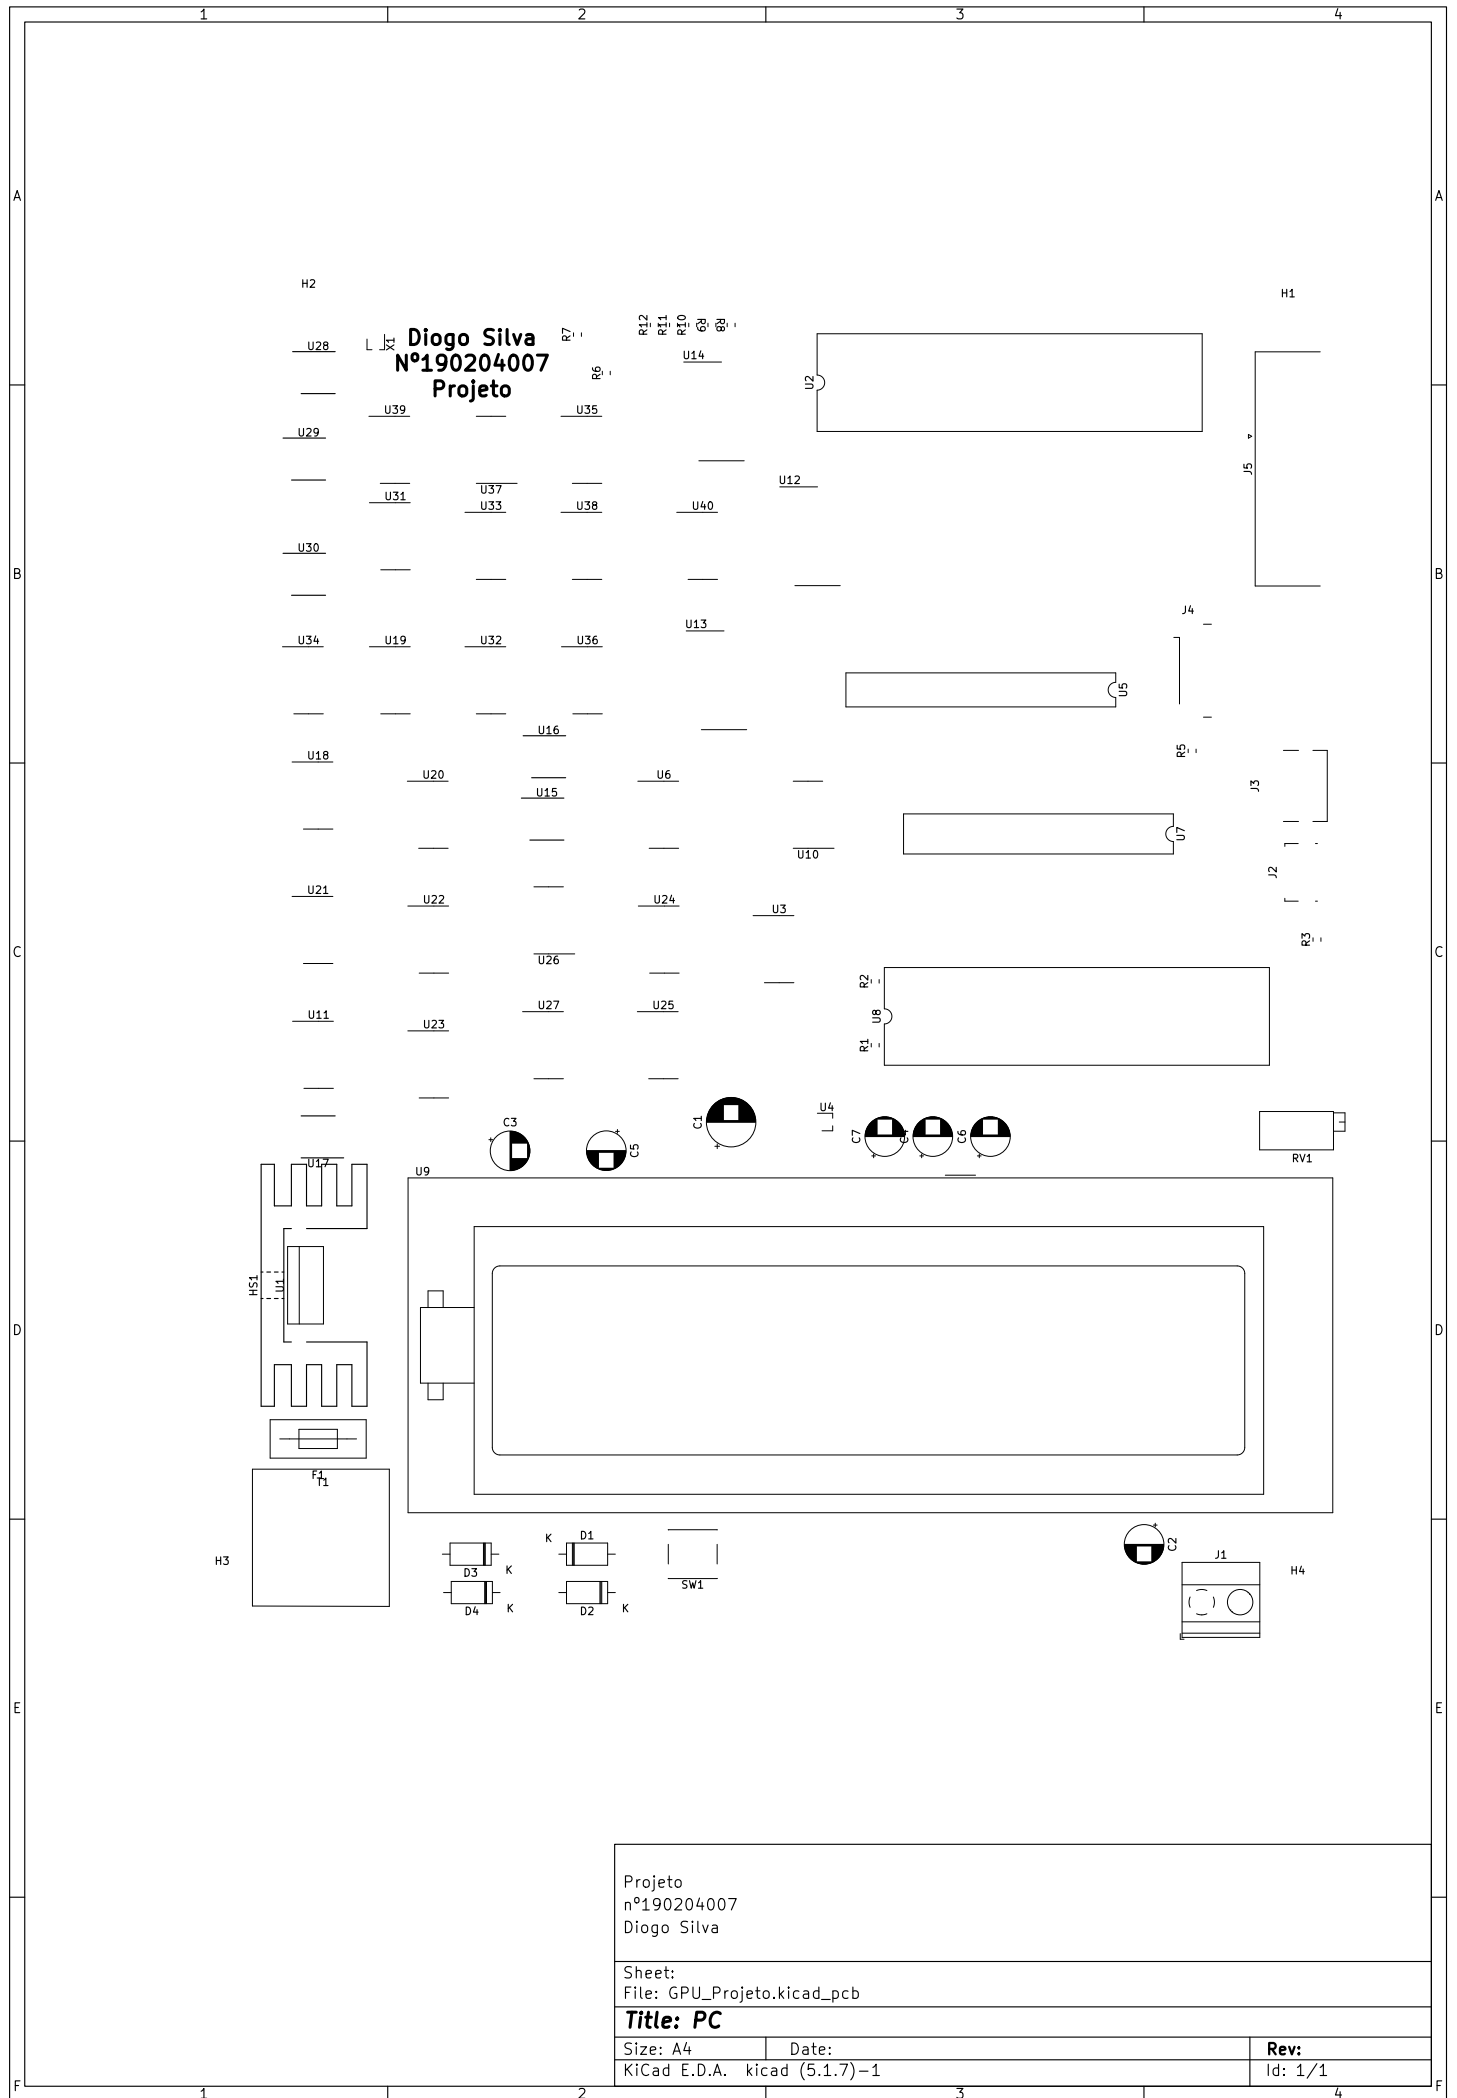 1 2 3 4
A A
H2
H1
R12 R11 R10 R9 R8
R7
X1
Diogo Silva
Nº190204007
Projeto
U28
U14
R6
U2
B B
U39 U35
U29
J5
U12
U37
U31
U33 U38 U40
U30
J4
U13
U34 U19 U32 U36
U5
U16
R5
U18
U20 U6
J3
U15
U7
U10
J2
U21
U22 U24
U3
R3
C C
U26
R2
U27 U25
U11
U8
U23
R1
U4
C3
C1
C7 C4 C6
C5
RV1
U17
U9
HS1
U1
D D
F1
T1
K D1
C2
J1
H3
D3 K
H4
SW1
D4 K D2 K
E E
Projeto
nº190204007
Diogo Silva
Sheet:
File: GPU_Projeto.kicad_pcb
Title: PC
Size: A4 Date: Rev:
KiCad E.D.A. kicad (5.1.7)-1 Id: 1/1
F F
1 2 3 4